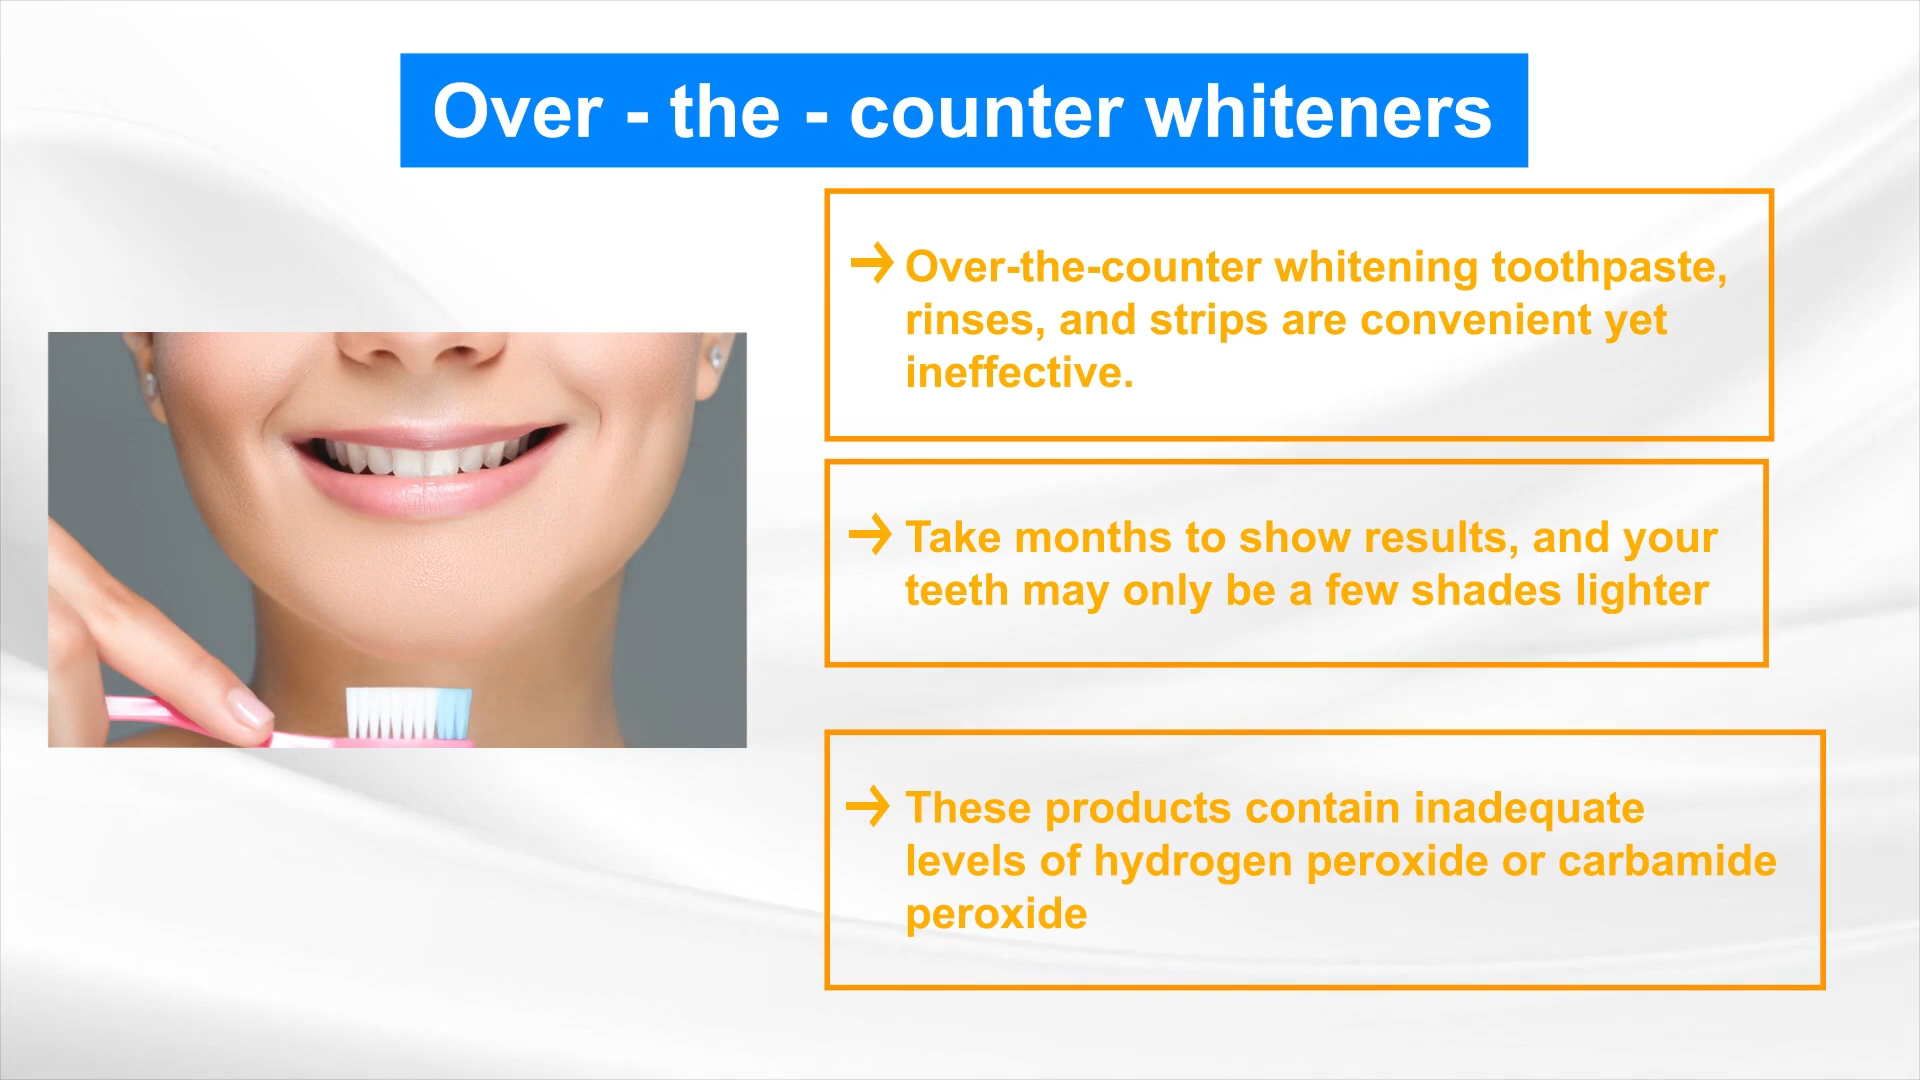 Over - the - counter whiteners
Over-the-counter whitening toothpaste,
rinses, and strips are convenient yet
ineffective.
Take months to show results, and your
teeth may only be a few shades lighter
These products contain inadequate
levels of hydrogen peroxide or carbamide
peroxide